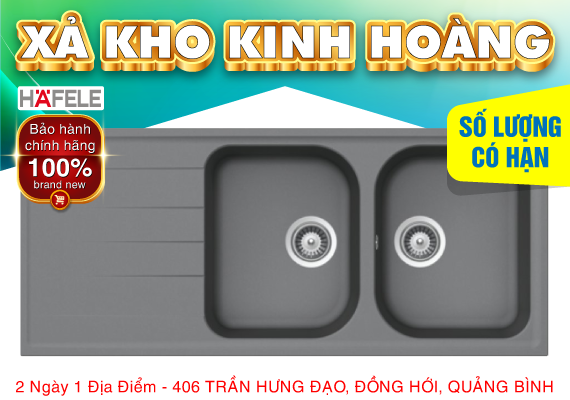 XẢ KHO KINH HOÀNG
HÄFELE
Bảo hành
chính hãng
100%
brand new
SỐ LƯỢNG
CÓ HẠN
2 Ngày 1 Địa Điểm - 406 TRẦN HƯNG ĐẠO, ĐỒNG HỚI, QUẢNG BÌNH